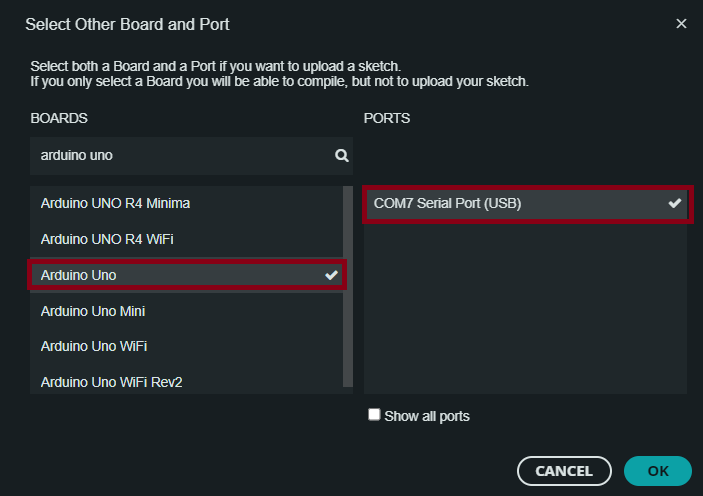 Select Other Board and Port
Select both a Board and a Port if you want to upload a sketch.
If you only select a Board you will be able to compile, but not to upload your sketch.
BOARDS
arduino uno
Arduino UNO R4 Minima
Arduino UNO R4 WiFi
Arduino Uno
Arduino Uno Mini
Arduino Uno WiFi
Arduino Uno WiFi Rev2
PORTS
COM7 Serial Port (USB)
Show all ports
CANCEL
OK